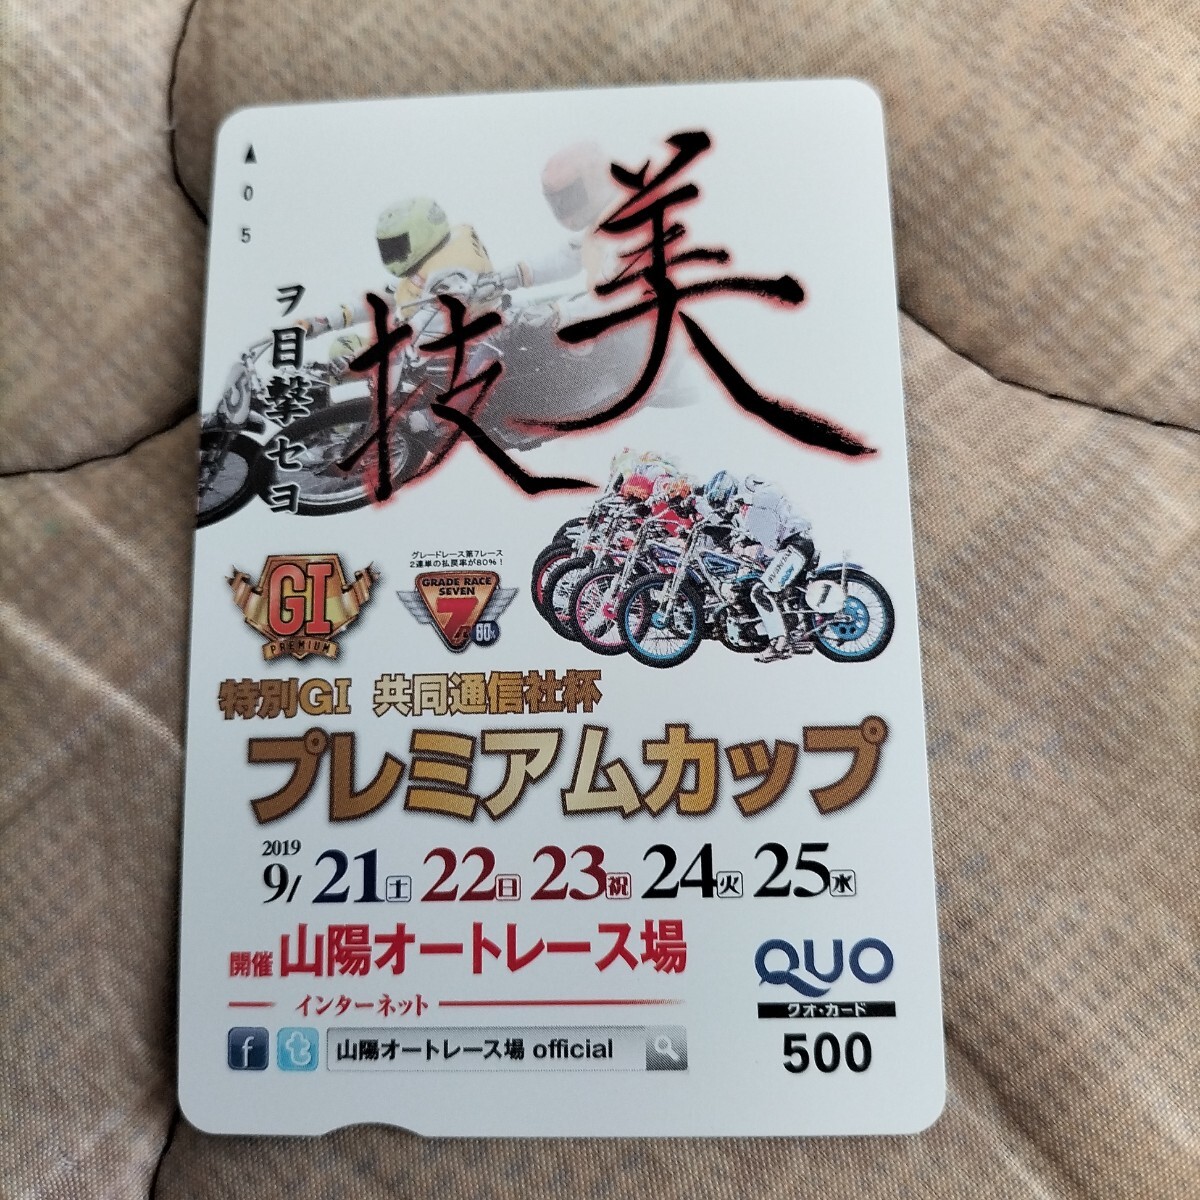 ▲
0
5
美技
ヲ目撃セヨ
GI
PREMIUM
グレードレース第7レース
2連単の払戻率が80%！
GRADE RACE
SEVEN
7R
80%
1
特別GI 共同通信社杯
プレミアムカップ
2019
9/21土22日23祝24火25水
開催 山陽オートレース場
インターネット
f t 山陽オートレース場 official
QUO
クオ・カード
500